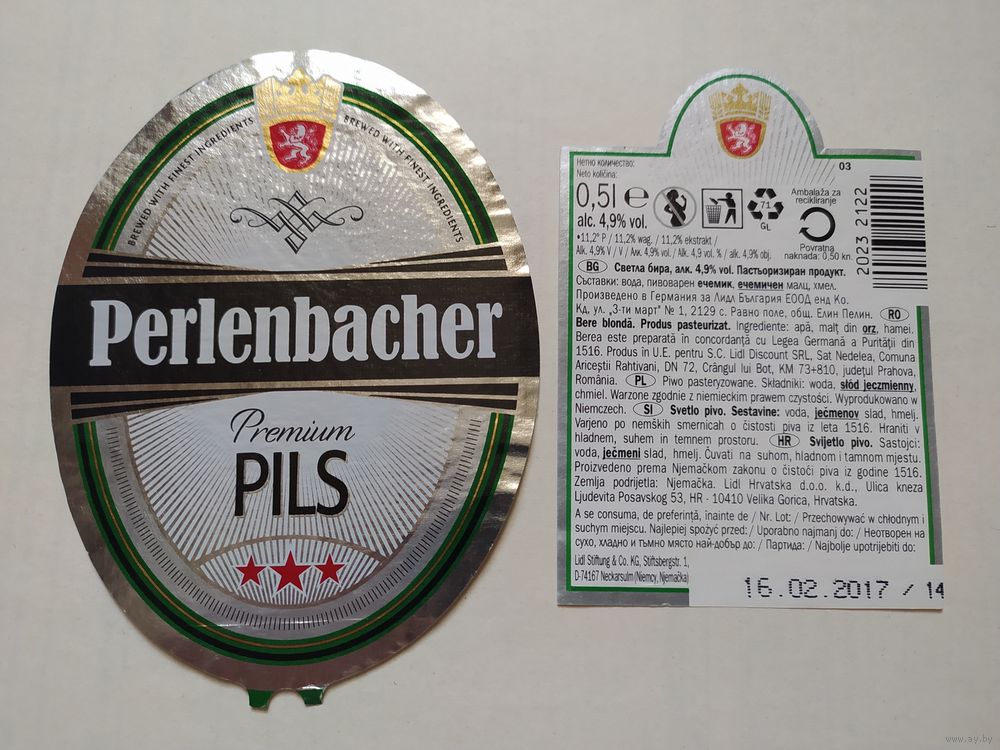 BREWED WITH FINEST INGREDIENTS
BREWED WITH FINEST INGREDIENTS
Perlenbacher
Premium
PILS
03
Нетно количество:
Neto količina:
0,5l e
alc. 4,9% vol.
71
GL
Ambalaža za
recikliranje
Povratna
naknada: 0,50 kn.
2023 2122
•11,2° P / 11,2% wag. / 11,2% ekstrakt /
Alk. 4,9% V / V / Алк. 4,9% vol. / Alk. 4,9 vol. % / alk. 4,9% obj.
BG Светла бира, алк. 4,9% vol. Пастьоризиран продукт.
Съставки: вода, пивоварен ечемик, ечемичен малц, хмел.
Произведено в Германия за Лидл България ЕООД енд Ко.
Кд, ул. „3-ти март" № 1, 2129 с. Равно поле, общ. Елин Пелин. RO
Bere blondă. Produs pasteurizat. Ingrediente: apă, malț din orz, hamei.
Berea este preparată în concordanță cu Legea Germană a Purității din
1516. Produs în U.E. pentru S.C. Lidl Discount SRL, Sat Nedelea, Comuna
Ariceștii Rahtivani, DN 72, Crângul lui Bot, KM 73+810, județul Prahova,
România. PL Piwo pasteryzowane. Składniki: woda, słód jeczmienny,
chmiel. Warzone zgodnie z niemieckim prawem czystości. Wyprodukowano w
Niemczech. SI Svetlo pivo. Sestavine: voda, ječmenov slad, hmelj.
Varjeno po nemških smernicah o čistosti piva iz leta 1516. Hraniti v
hladnem, suhem in temnem prostoru. HR Svijetlo pivo. Sastojci:
voda, ječmeni slad, hmelj. Čuvati na suhom, hladnom i tamnom mjestu.
Proizvedeno prema Njemačkom zakonu o čistoći piva iz godine 1516.
Zemlja podrijetla: Njemačka. Lidl Hrvatska d.o.o. k.d., Ulica kneza
Ljudevita Posavskog 53, HR - 10410 Velika Gorica, Hrvatska.
A se consuma, de preferință, înainte de / Nr. Lot: / Przechowywać w chłodnym i
suchym miejscu. Najlepiej spożyć przed: / Uporabno najmanj do: / Неотворен на
сухо, хладно и тъмно място най-добър до: / Партида: / Najbolje upotrijebiti do:
Lidl Stiftung & Co. KG, Stiftsbergstr. 1,
D-74167 Neckarsulm (Niemcy, Njemačka)
16.02.2017 / 14
www.ay.by